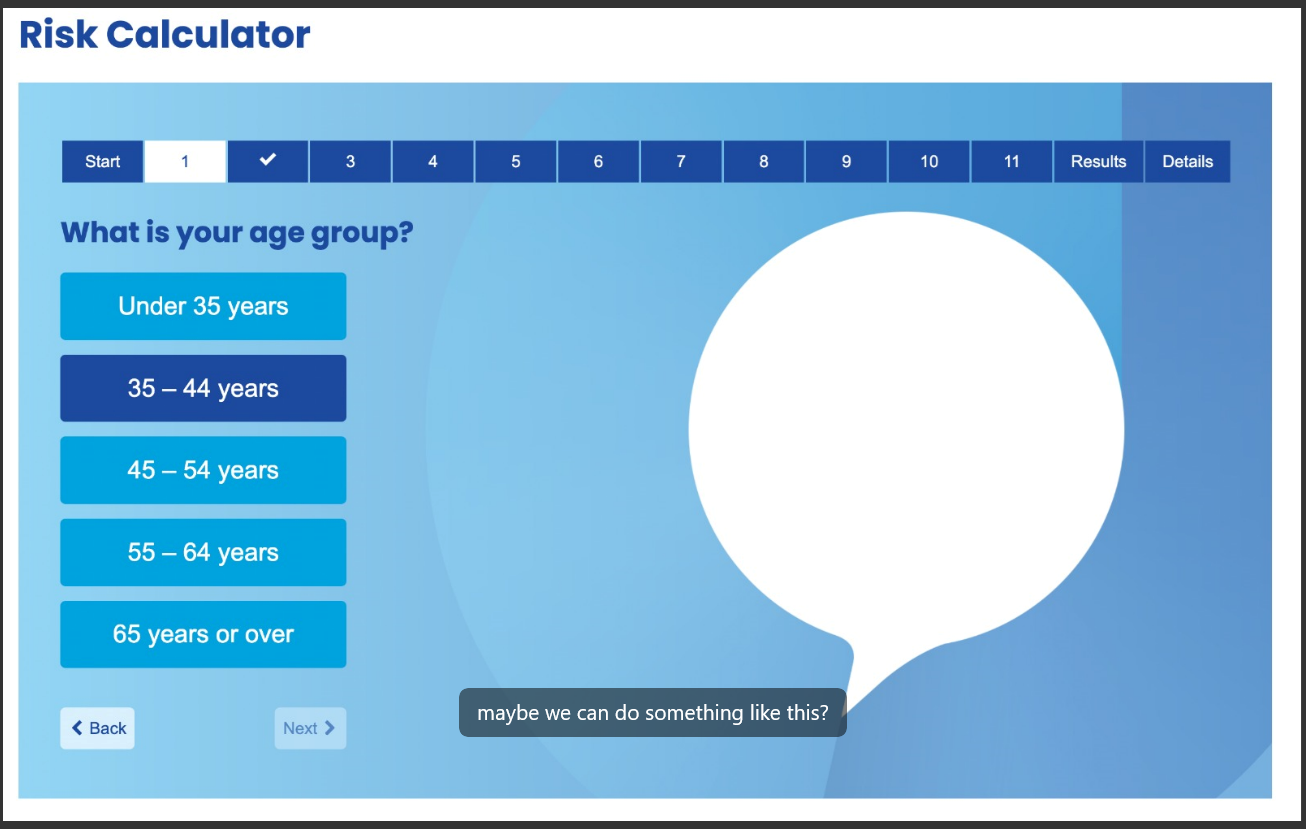 Risk Calculator
Start 1 ✔ 3 4 5 6 7 8 9 10 11 Results Details
What is your age group?
Under 35 years
35 – 44 years
45 – 54 years
55 – 64 years
65 years or over
Back Next
maybe we can do something like this?